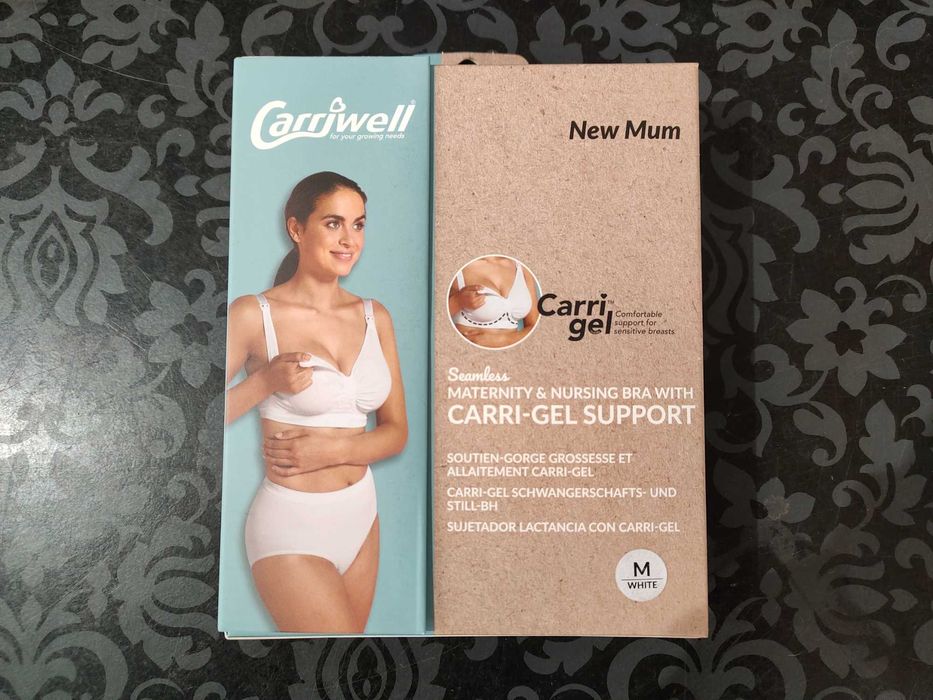 Carriwell®
for your growing needs
New Mum
Carri™
gel
Comfortable
support for
sensitive breasts
Seamless
MATERNITY & NURSING BRA WITH
CARRI-GEL SUPPORT
SOUTIEN-GORGE GROSSESSE ET
ALLAITEMENT CARRI-GEL
CARRI-GEL SCHWANGERSCHAFTS- UND
STILL-BH
SUJETADOR LACTANCIA CON CARRI-GEL
M
WHITE